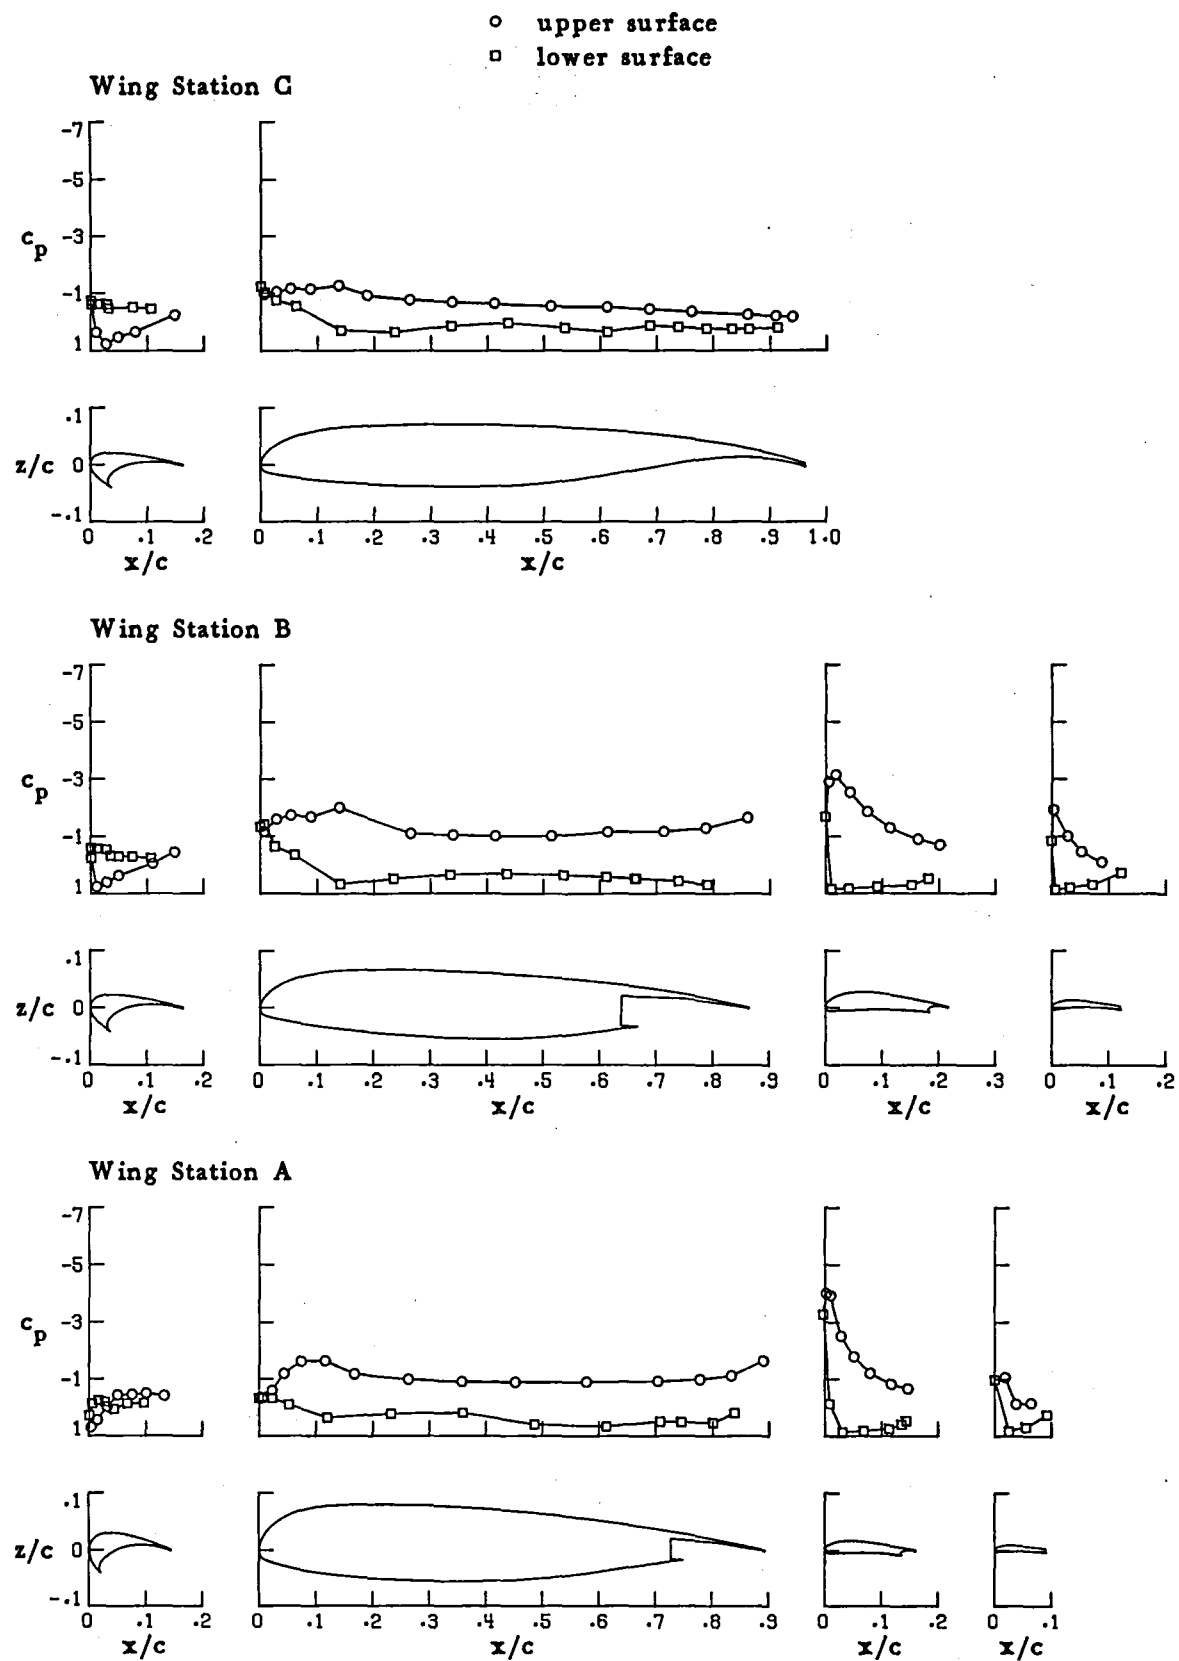 upper surface
lower surface
Wing Station C
-7
-5
c_p -3
-1
1
.1
z/c 0
-.1
0 .1 .2 0 .1 .2 .3 .4 .5 .6 .7 .8 .9 1.0
x/c x/c
Wing Station B
-7
-5
c_p -3
-1
1
.1
z/c 0
-.1
0 .1 .2 0 .1 .2 .3 .4 .5 .6 .7 .8 .9 0 .1 .2 .3 0 .1 .2
x/c x/c x/c x/c
Wing Station A
-7
-5
c_p -3
-1
1
.1
z/c 0
-.1
0 .1 .2 0 .1 .2 .3 .4 .5 .6 .7 .8 .9 0 .1 .2 0 .1
x/c x/c x/c x/c